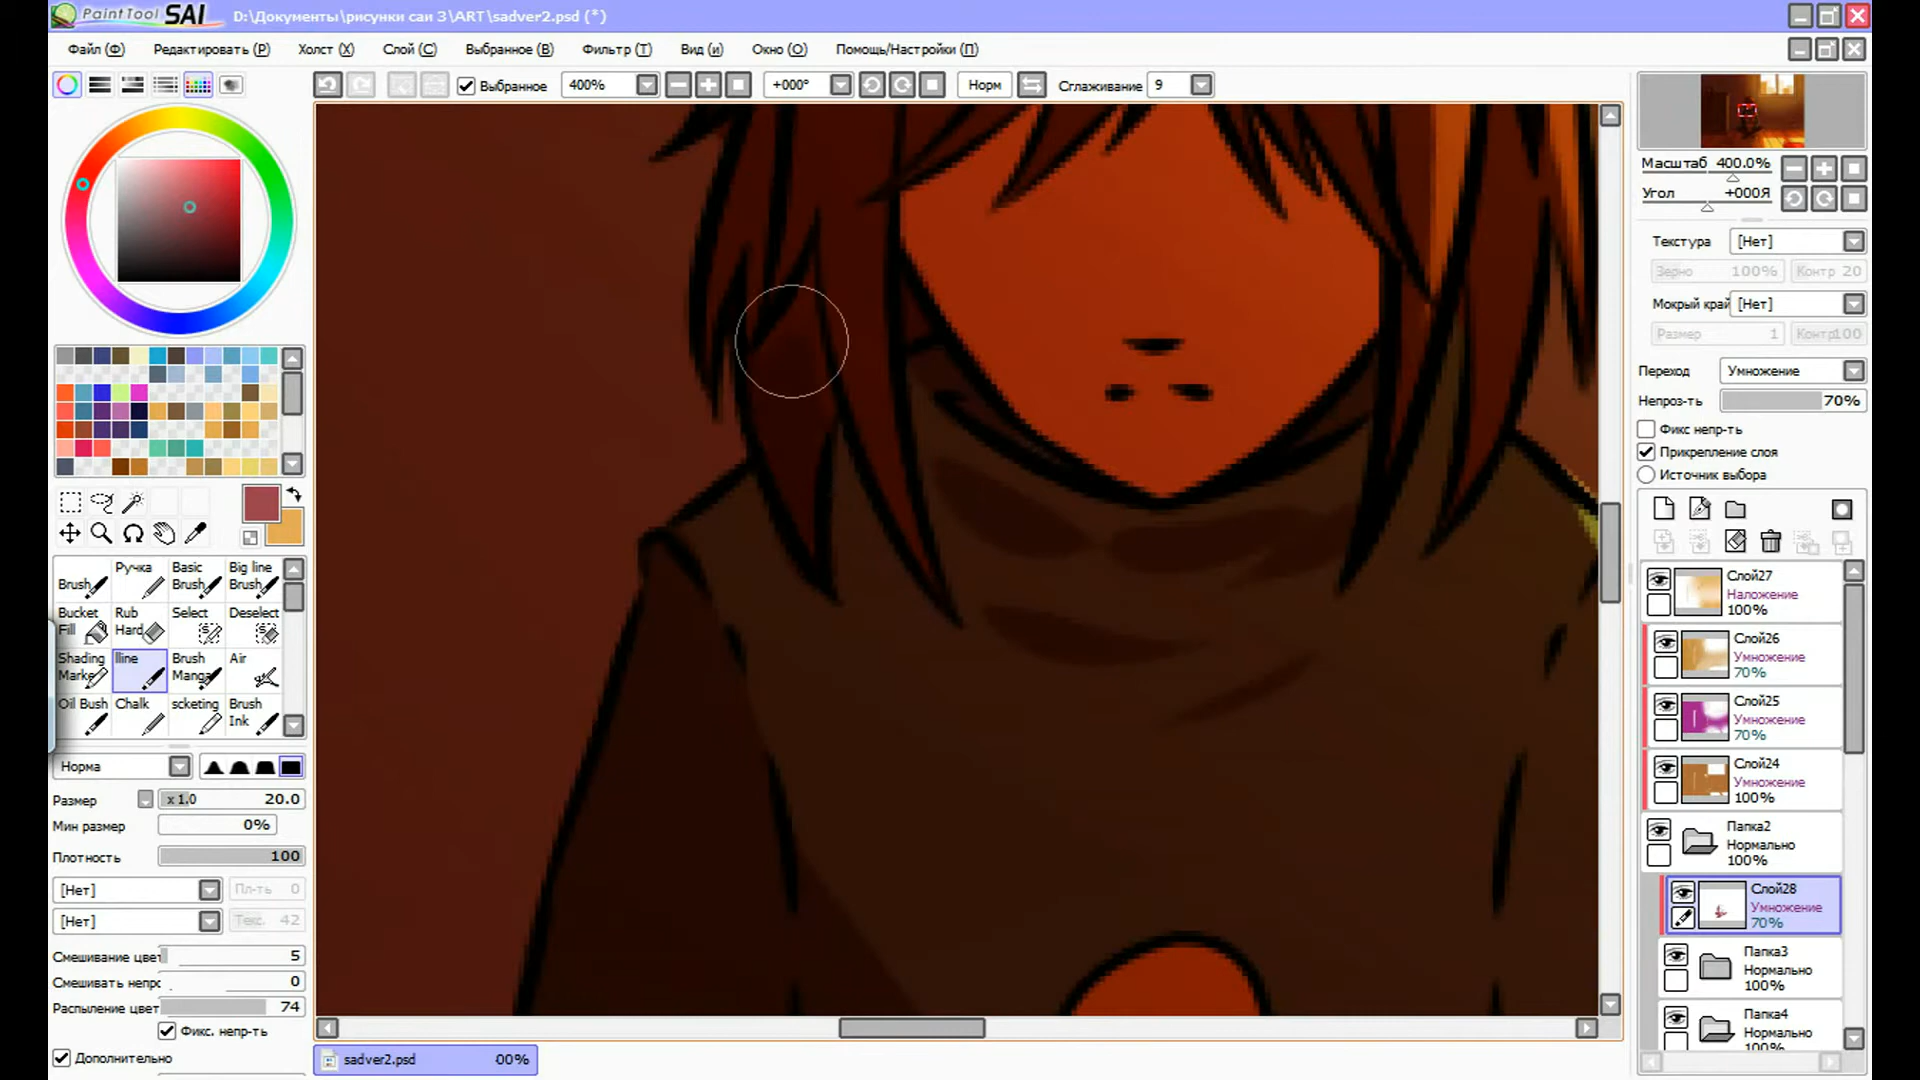 PaintTool SAI D:\Документы\рисунки саи 3\ART\sadver2.psd (*)
Файл (Ф) Редактировать (Р) Холст (Х) Слой (С) Выбранное (В) Фильтр (Т) Вид (и) Окно (О) Помощь/Настройки (П)
Выбранное 400% +000° Норм Сглаживание 9
Масштаб 400.0%
Угол +000Я
Текстура [Нет]
Зерно 100% Контр 20
Мокрый край [Нет]
Размер 1 Контр 100
Переход Умножение
Непроз-ть 70%
Фикс непр-ть
Прикрепление слоя
Источник выбора
Brush Ручка Basic Brush Big line Brush
Bucket Fill Rub Hard Select Deselect
Shading Marke lline Brush Manga Air
Oil Bush Chalk scketing Brush Ink
Норма
Размер x 1.0 20.0
Мин размер 0%
Плотность 100
[Нет] Пл-ть 0
[Нет] Текс. 42
Смешивание цвет 5
Смешивать непрс 0
Распыление цвет 74
Фикс. непр-ть
Дополнительно
Слой27
Наложение
100%
Слой26
Умножение
70%
Слой25
Умножение
70%
Слой24
Умножение
100%
Папка2
Нормально
100%
Слой28
Умножение
70%
Папка3
Нормально
100%
Папка4
Нормально
100%
sadver2.psd 00%